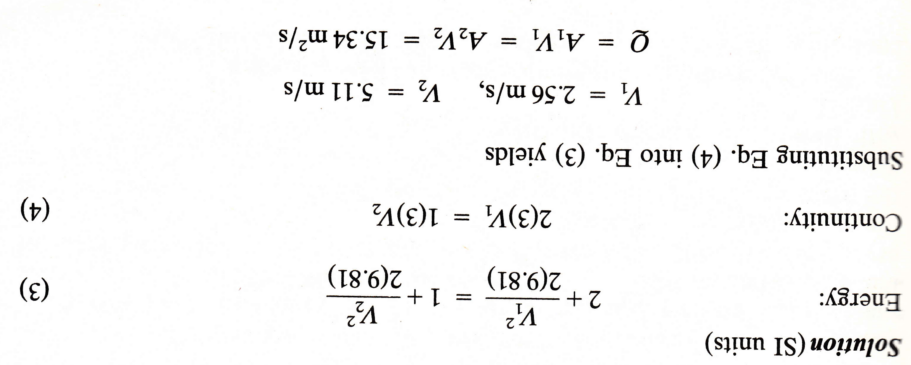 Solution (SI units)
Energy: 2 + V₁²/2(9.81) = 1 + V₂²/2(9.81) (3)
Continuity: 2(3)V₁ = 1(3)V₂ (4)
Substituting Eq. (4) into Eq. (3) yields
V₁ = 2.56 m/s, V₂ = 5.11 m/s
Q = A₁V₁ = A₂V₂ = 15.34 m²/s